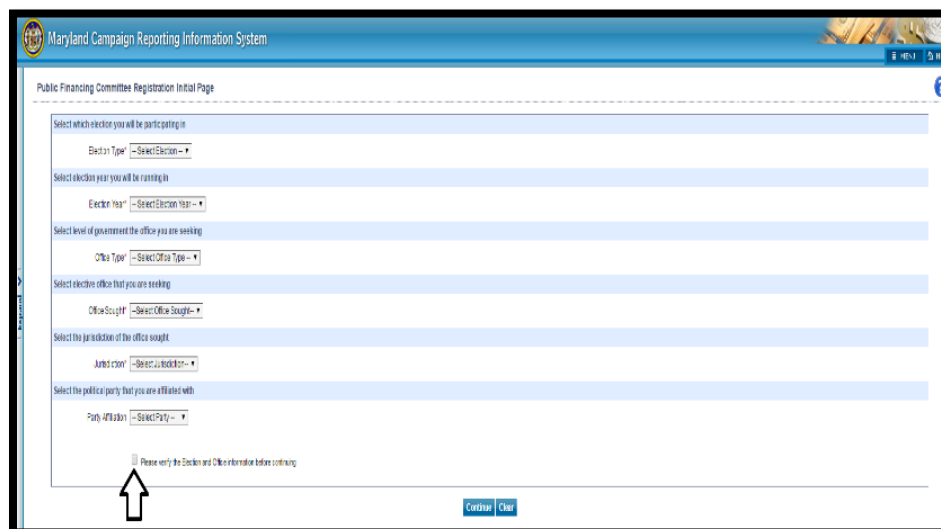 Maryland Campaign Reporting Information System
MENU
Public Financing Committee Registration Initial Page
Select which election you will be participating in
Election Type* --Select Election--
Select election year you will be running in
Election Year* --Select Election Year--
Select level of government the office you are seeking
Office Type* --Select Office Type--
Select elective office that you are seeking
Office Sought* --Select Office Sought--
Select the jurisdiction of the office sought
Jurisdiction* --Select Jurisdiction--
Select the political party that you are affiliated with
Party Affiliation --Select Party--
Please verify the Election and Office information before continuing
Continue Clear